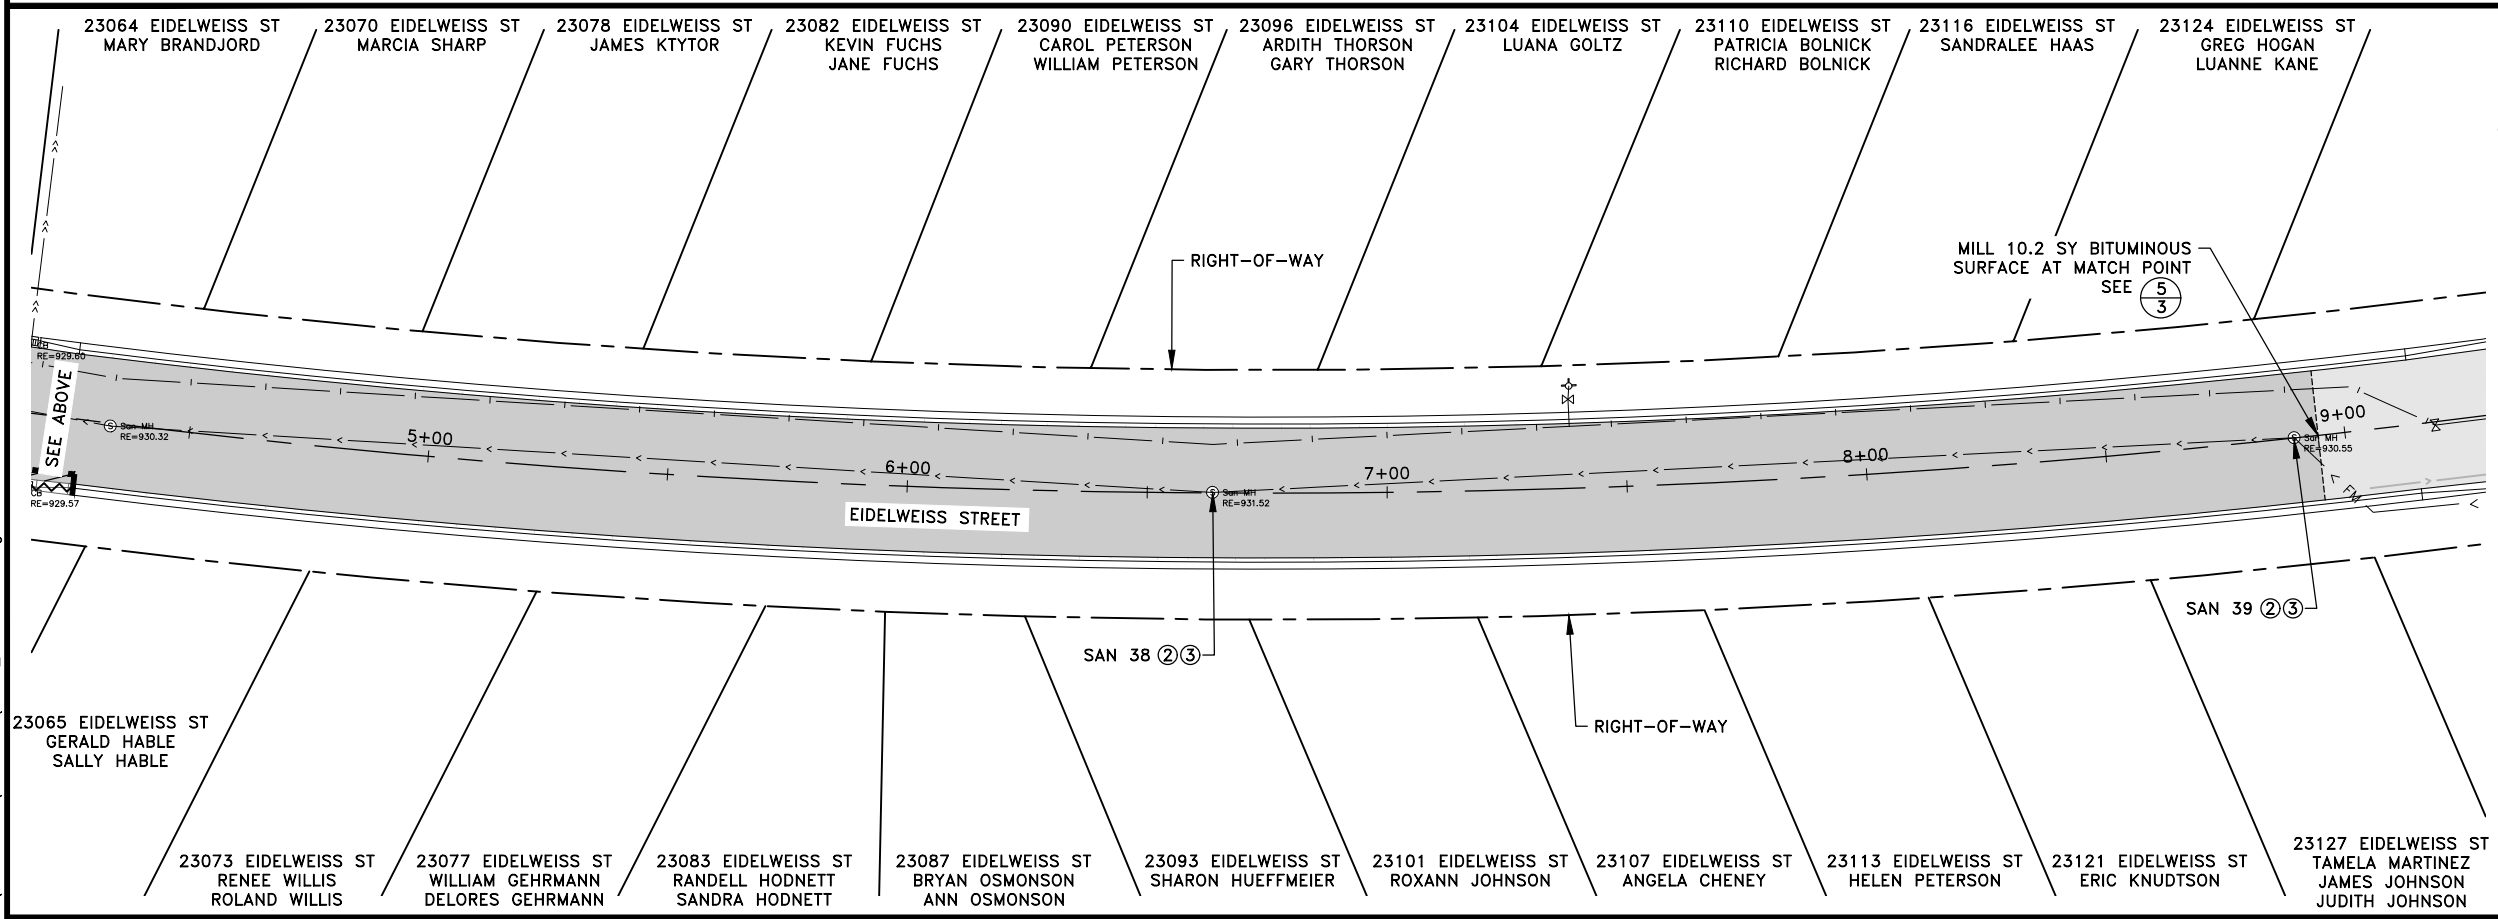 23064 EIDELWEISS ST
MARY BRANDJORD
23070 EIDELWEISS ST
MARCIA SHARP
23078 EIDELWEISS ST
JAMES KTYTOR
23082 EIDELWEISS ST
KEVIN FUCHS
JANE FUCHS
23090 EIDELWEISS ST
CAROL PETERSON
WILLIAM PETERSON
23096 EIDELWEISS ST
ARDITH THORSON
GARY THORSON
23104 EIDELWEISS ST
LUANA GOLTZ
23110 EIDELWEISS ST
PATRICIA BOLNICK
RICHARD BOLNICK
23116 EIDELWEISS ST
SANDRALEE HAAS
23124 EIDELWEISS ST
GREG HOGAN
LUANNE KANE
RIGHT-OF-WAY
MILL 10.2 SY BITUMINOUS
SURFACE AT MATCH POINT
SEE
5
3
CB
RE=929.60
SEE ABOVE
S
San MH
RE=930.32
5+00
6+00
7+00
8+00
9+00
S
San MH
RE=930.55
S
San MH
RE=931.52
CB
RE=929.57
FM
EIDELWEISS STREET
SAN 38 2 3
SAN 39 2 3
RIGHT-OF-WAY
23065 EIDELWEISS ST
GERALD HABLE
SALLY HABLE
23073 EIDELWEISS ST
RENEE WILLIS
ROLAND WILLIS
23077 EIDELWEISS ST
WILLIAM GEHRMANN
DELORES GEHRMANN
23083 EIDELWEISS ST
RANDELL HODNETT
SANDRA HODNETT
23087 EIDELWEISS ST
BRYAN OSMONSON
ANN OSMONSON
23093 EIDELWEISS ST
SHARON HUEFFMEIER
23101 EIDELWEISS ST
ROXANN JOHNSON
23107 EIDELWEISS ST
ANGELA CHENEY
23113 EIDELWEISS ST
HELEN PETERSON
23121 EIDELWEISS ST
ERIC KNUDTSON
23127 EIDELWEISS ST
TAMELA MARTINEZ
JAMES JOHNSON
JUDITH JOHNSON